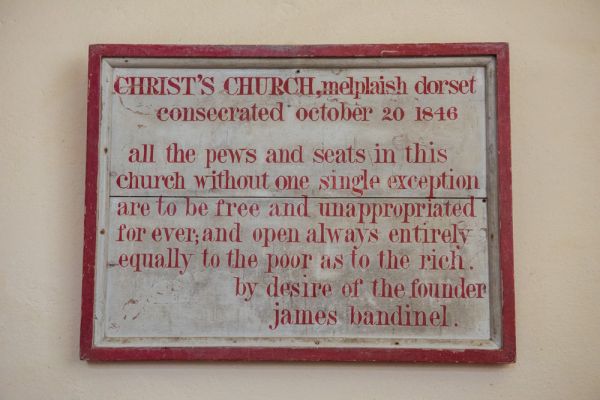 CHRIST'S CHURCH, melplaish dorset
consecrated october 20 1846
all the pews and seats in this
church without one single exception
are to be free and unappropriated
for ever, and open always entirely
equally to the poor as to the rich.
by desire of the founder
james bandinel.